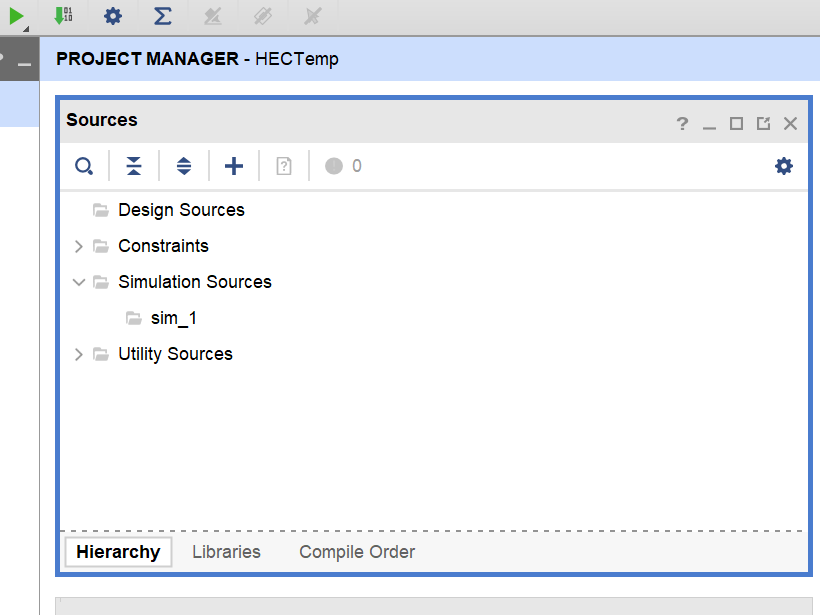 PROJECT MANAGER - HECTemp
Sources
?
? 0
Design Sources
Constraints
Simulation Sources
sim_1
Utility Sources
Hierarchy Libraries Compile Order